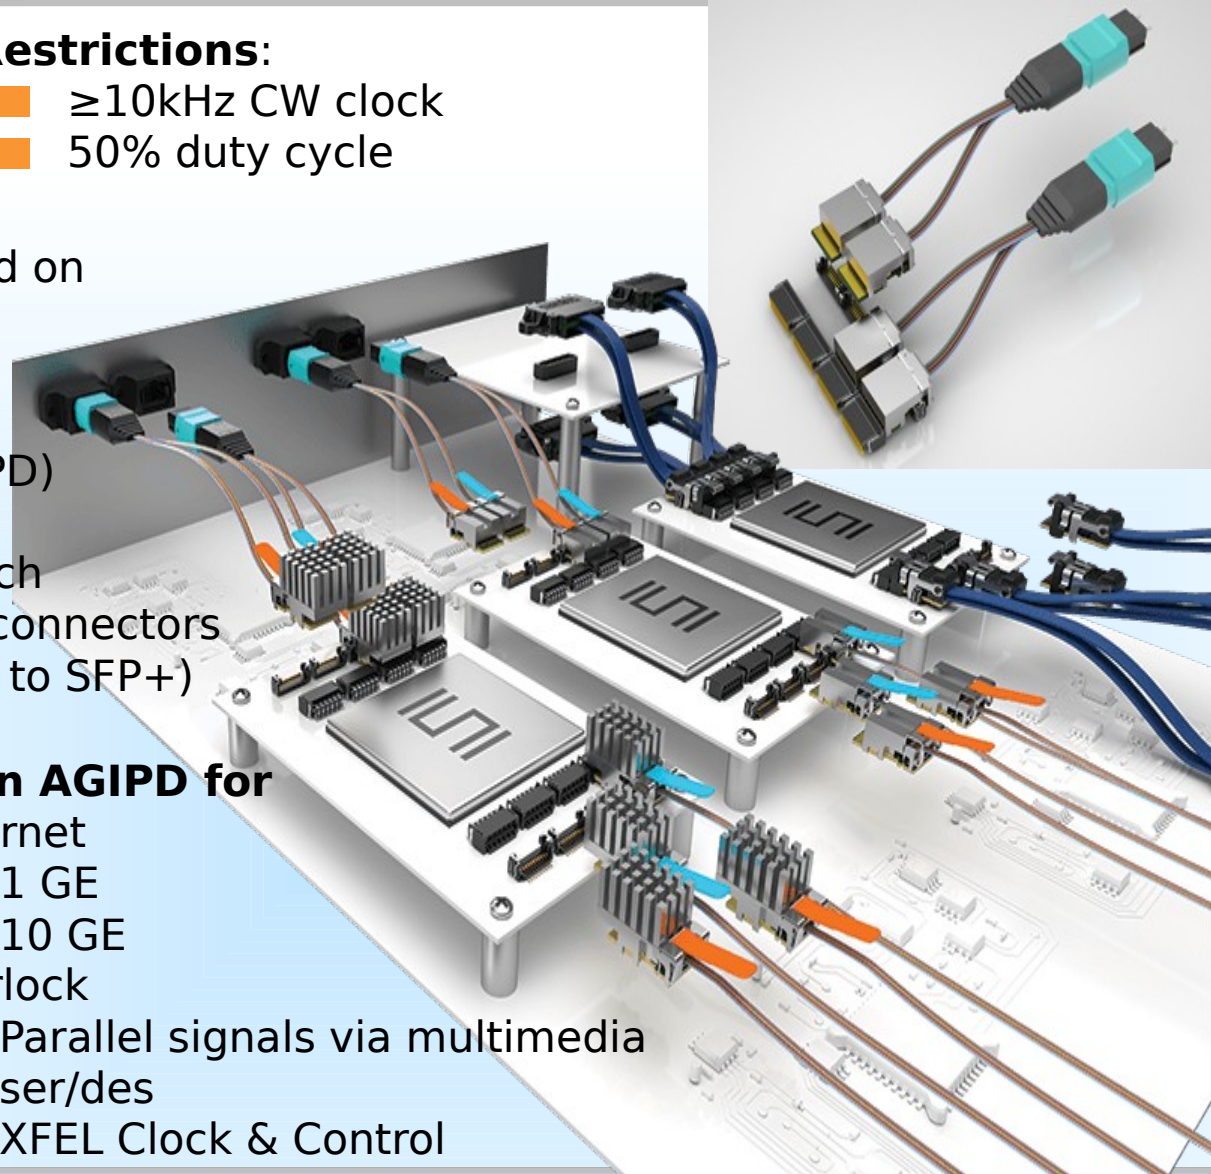 estrictions:
≥10kHz CW clock
50% duty cycle
d on
PD)
ch
connectors
to SFP+)
n AGIPD for
rnet
1 GE
10 GE
rlock
Parallel signals via multimedia
ser/des
XFEL Clock & Control